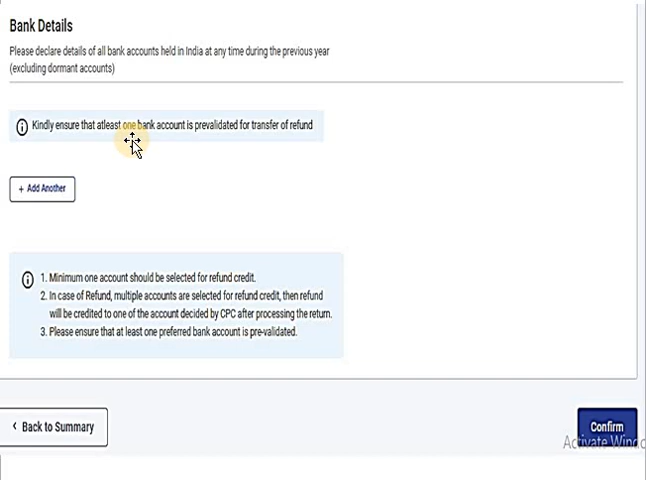 Bank Details
Please declare details of all bank accounts held in India at any time during the previous year
(excluding dormant accounts)
Kindly ensure that atleast one bank account is prevalidated for transfer of refund
+ Add Another
1. Minimum one account should be selected for refund credit.
2. In case of Refund, multiple accounts are selected for refund credit, then refund
will be credited to one of the account decided by CPC after processing the return.
3. Please ensure that at least one preferred bank account is pre-validated.
< Back to Summary
Confirm
Activate Windo